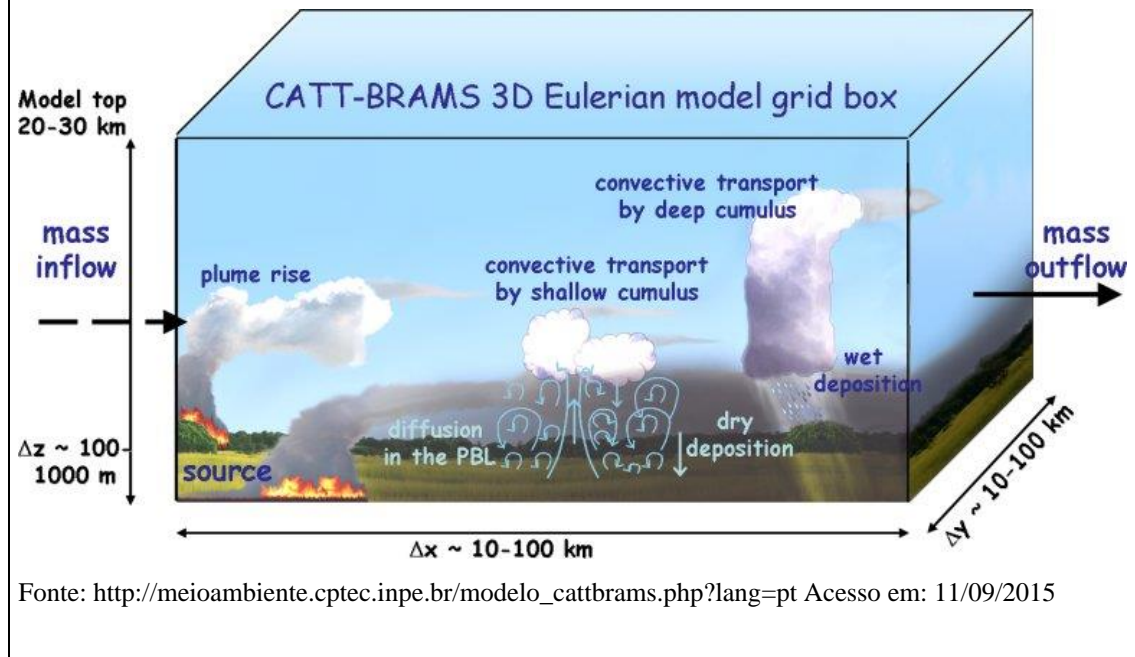 CATT-BRAMS 3D Eulerian model grid box
Model top
20-30 km
convective transport
by deep cumulus
mass
inflow
mass
outflow
plume rise
convective transport
by shallow cumulus
wet
deposition
diffusion
in the PBL
dry
deposition
Δz ~ 100-
1000 m
source
Δy ~ 10-100 km
Δx ~ 10-100 km
Fonte: http://meioambiente.cptec.inpe.br/modelo_cattbrams.php?lang=pt Acesso em: 11/09/2015